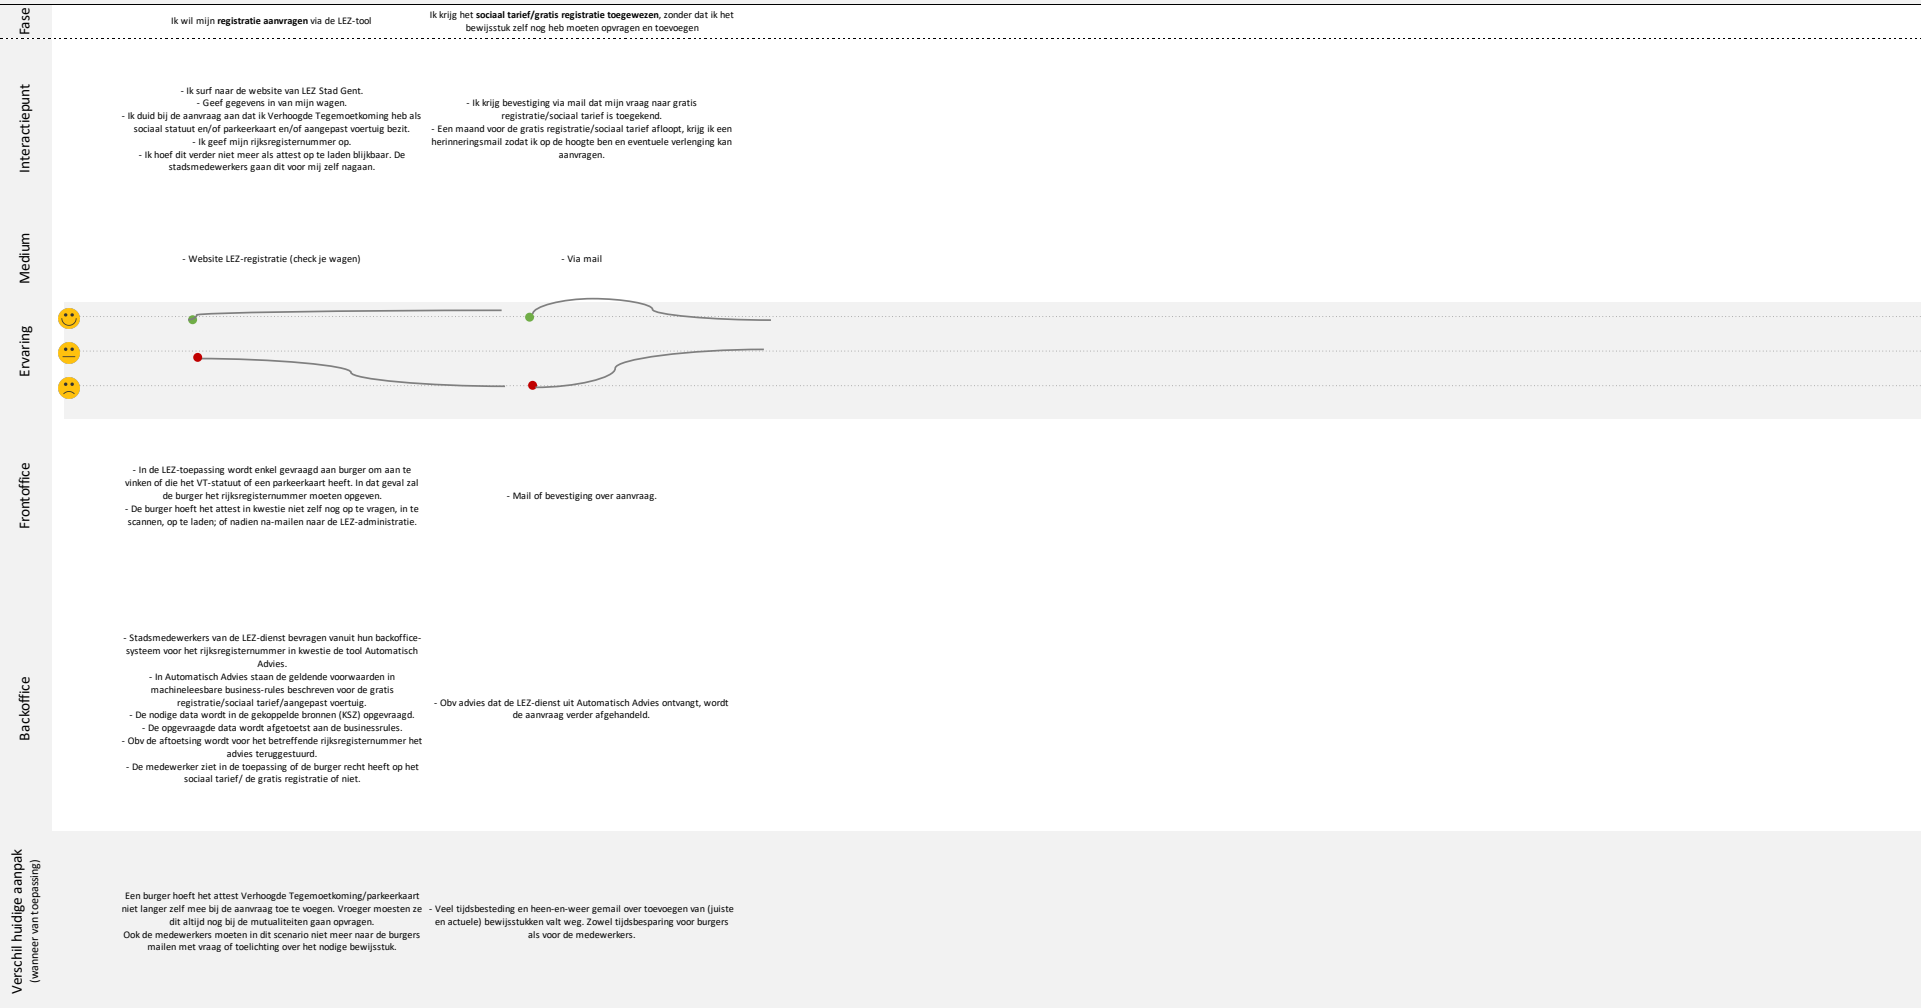 Fase
Ik wil mijn registratie aanvragen via de LEZ-tool
Ik krijg het sociaal tarief/gratis registratie toegewezen, zonder dat ik het
bewijsstuk zelf nog heb moeten opvragen en toevoegen
Interactiepunt
- Ik surf naar de website van LEZ Stad Gent.
- Geef gegevens in van mijn wagen.
- Ik duid bij de aanvraag aan dat ik Verhoogde Tegemoetkoming heb als
sociaal statuut en/of parkeerkaart en/of aangepast voertuig bezit.
- Ik geef mijn rijksregisternummer op.
- Ik hoef dit verder niet meer als attest op te laden blijkbaar. De
stadsmedewerkers gaan dit voor mij zelf nagaan.
- Ik krijg bevestiging via mail dat mijn vraag naar gratis
registratie/sociaal tarief is toegekend.
- Een maand voor de gratis registratie/sociaal tarief afloopt, krijg ik een
herinneringsmail zodat ik op de hoogte ben en eventuele verlenging kan
aanvragen.
Medium
- Website LEZ-registratie (check je wagen)
- Via mail
Ervaring
Frontoffice
- In de LEZ-toepassing wordt enkel gevraagd aan burger om aan te
vinken of die het VT-statuut of een parkeerkaart heeft. In dat geval zal
de burger het rijksregisternummer moeten opgeven.
- De burger hoeft het attest in kwestie niet zelf nog op te vragen, in te
scannen, op te laden; of nadien na-mailen naar de LEZ-administratie.
- Mail of bevestiging over aanvraag.
Backoffice
- Stadsmedewerkers van de LEZ-dienst bevragen vanuit hun backoffice-
systeem voor het rijksregisternummer in kwestie de tool Automatisch
Advies.
- In Automatisch Advies staan de geldende voorwaarden in
machineleesbare business-rules beschreven voor de gratis
registratie/sociaal tarief/aangepast voertuig.
- De nodige data wordt in de gekoppelde bronnen (KSZ) opgevraagd.
- De opgevraagde data wordt afgetoetst aan de businessrules.
- Obv de aftoetsing wordt voor het betreffende rijksregisternummer het
advies teruggestuurd.
- De medewerker ziet in de toepassing of de burger recht heeft op het
sociaal tarief/ de gratis registratie of niet.
- Obv advies dat de LEZ-dienst uit Automatisch Advies ontvangt, wordt
de aanvraag verder afgehandeld.
Verschil huidige aanpak
(wanneer van toepassing)
Een burger hoeft het attest Verhoogde Tegemoetkoming/parkeerkaart
niet langer zelf mee bij de aanvraag toe te voegen. Vroeger moesten ze
dit altijd nog bij de mutualiteiten gaan opvragen.
Ook de medewerkers moeten in dit scenario niet meer naar de burgers
mailen met vraag of toelichting over het nodige bewijsstuk.
- Veel tijdsbesteding en heen-en-weer gemail over toevoegen van (juiste
en actuele) bewijsstukken valt weg. Zowel tijdsbesparing voor burgers
als voor de medewerkers.